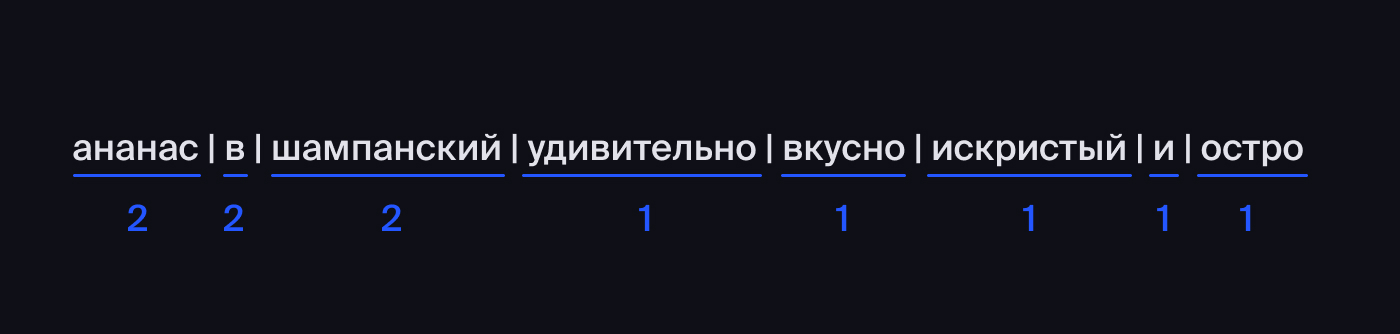 ананас | в | шампанский | удивительно | вкусно | искристый | и | остро
2 2 2 1 1 1 1 1